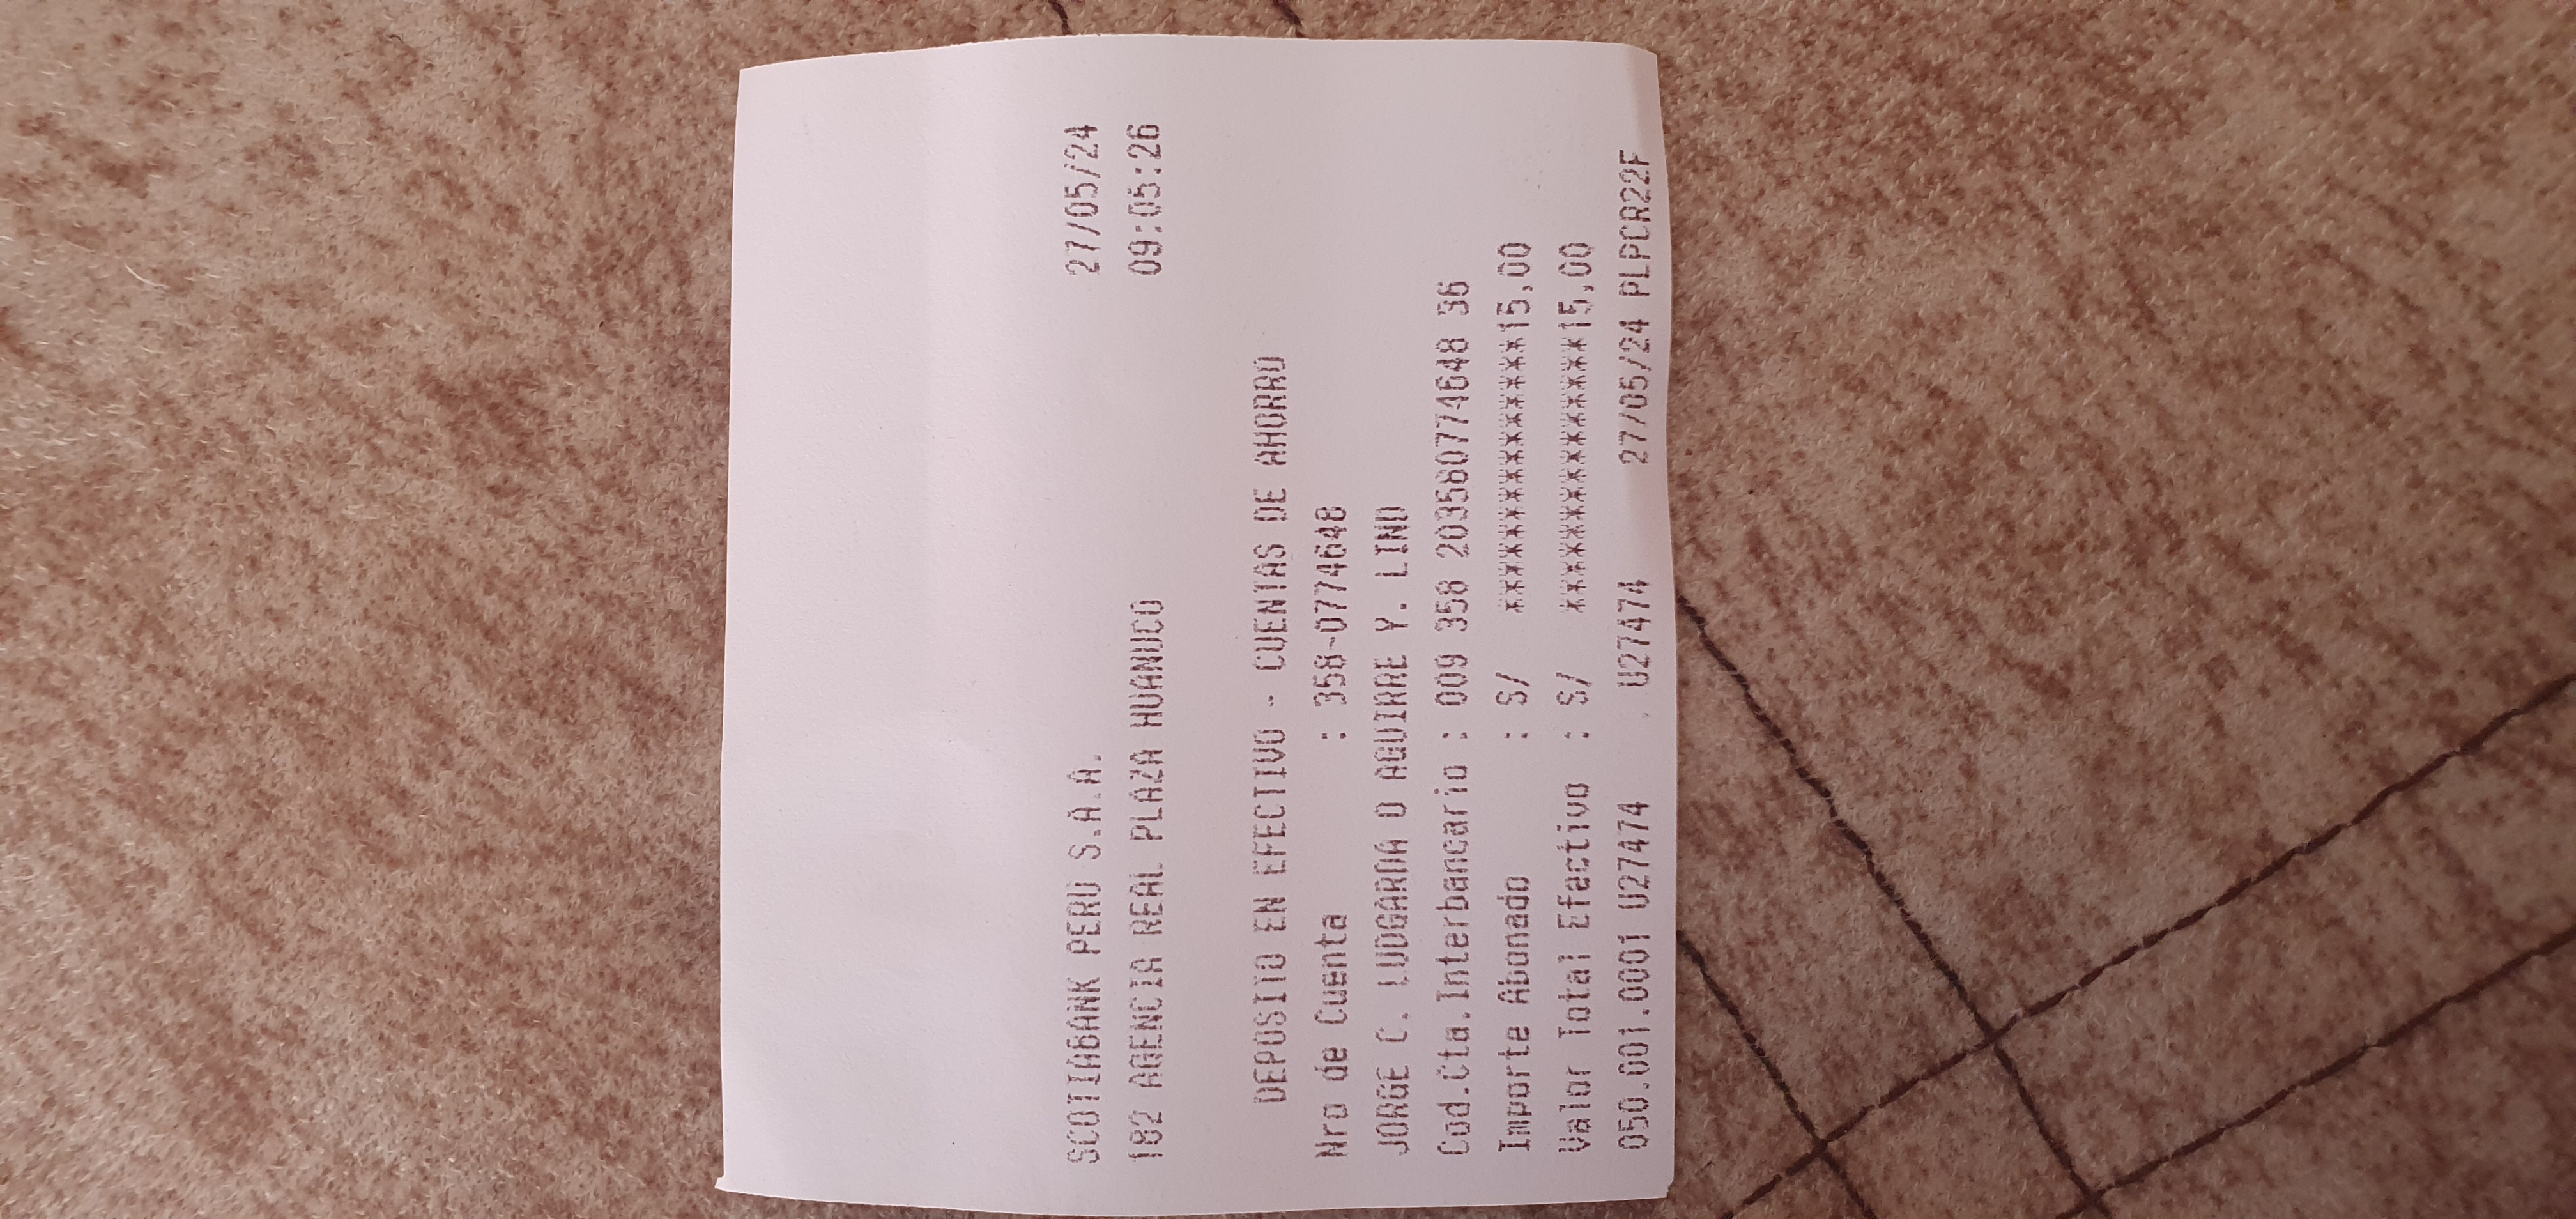 SCOTIABANK PERU S.A.A. 27/05/24
182 AGENCIA REAL PLAZA HUANUCO 09:05:26
DEPOSITO EN EFECTIVO - CUENTAS DE AHORRO
Nro de Cuenta : 358-0774648
JORGE C. LUDGARDA O AGUIRRE Y. LIND
Cod.Cta.Interbancario : 009 358 203580774648 36
Importe Abonado : S/ ***************15,00
Valor Total Efectivo : S/ ***************15,00
050.001.0001 U27474 . U27474 27/05/24 PLPCR22F